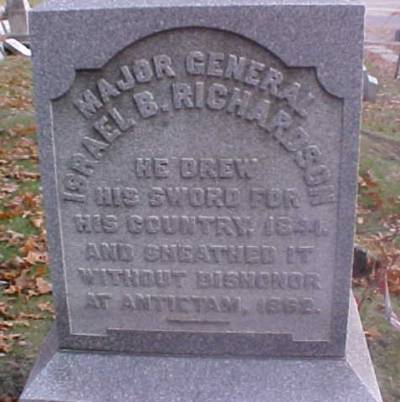 MAJOR GENERAL
ISRAEL B. RICHARDSON
HE DREW
HIS SWORD FOR
HIS COUNTRY, 1841.
AND SHEATHED IT
WITHOUT DISHONOR
AT ANTIETAM, 1862.